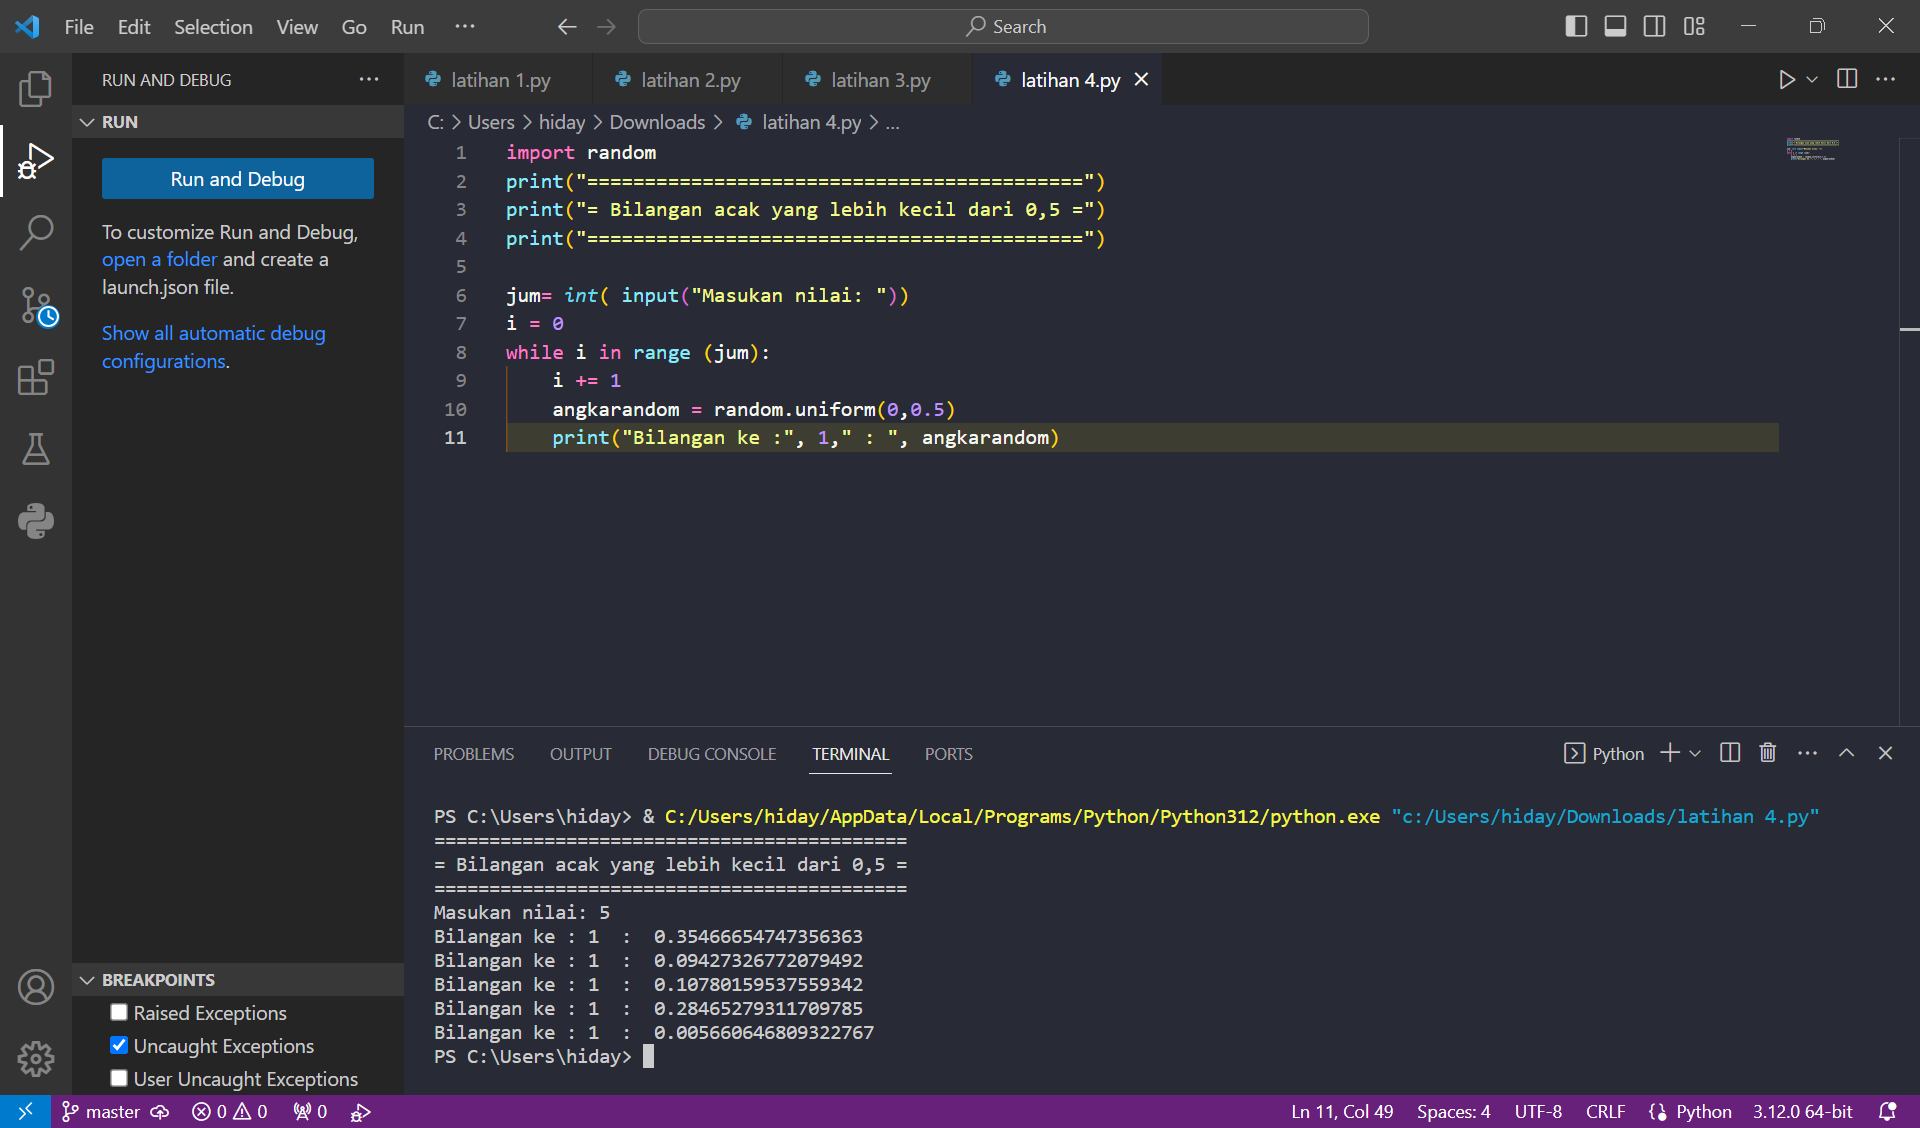 File Edit Selection View Go Run ··· Search
RUN AND DEBUG ···
RUN
Run and Debug
To customize Run and Debug,
open a folder and create a
launch.json file.
Show all automatic debug
configurations.
BREAKPOINTS
Raised Exceptions
Uncaught Exceptions
User Uncaught Exceptions
latihan 1.py latihan 2.py latihan 3.py latihan 4.py
C: > Users > hiday > Downloads > latihan 4.py > ...
1 import random
2 print("===========================================")
3 print("= Bilangan acak yang lebih kecil dari 0,5 =")
4 print("===========================================")
5
6 jum= int( input("Masukan nilai: "))
7 i = 0
8 while i in range (jum):
9     i += 1
10     angkarandom = random.uniform(0,0.5)
11     print("Bilangan ke :", 1," : ", angkarandom)
PROBLEMS OUTPUT DEBUG CONSOLE TERMINAL PORTS Python
PS C:\Users\hiday> & C:/Users/hiday/AppData/Local/Programs/Python/Python312/python.exe "c:/Users/hiday/Downloads/latihan 4.py"
===========================================
= Bilangan acak yang lebih kecil dari 0,5 =
===========================================
Masukan nilai: 5
Bilangan ke : 1  :  0.35466654747356363
Bilangan ke : 1  :  0.09427326772079492
Bilangan ke : 1  :  0.10780159537559342
Bilangan ke : 1  :  0.28465279311709785
Bilangan ke : 1  :  0.005660646809322767
PS C:\Users\hiday>
master 0 0 0 Ln 11, Col 49 Spaces: 4 UTF-8 CRLF Python 3.12.0 64-bit